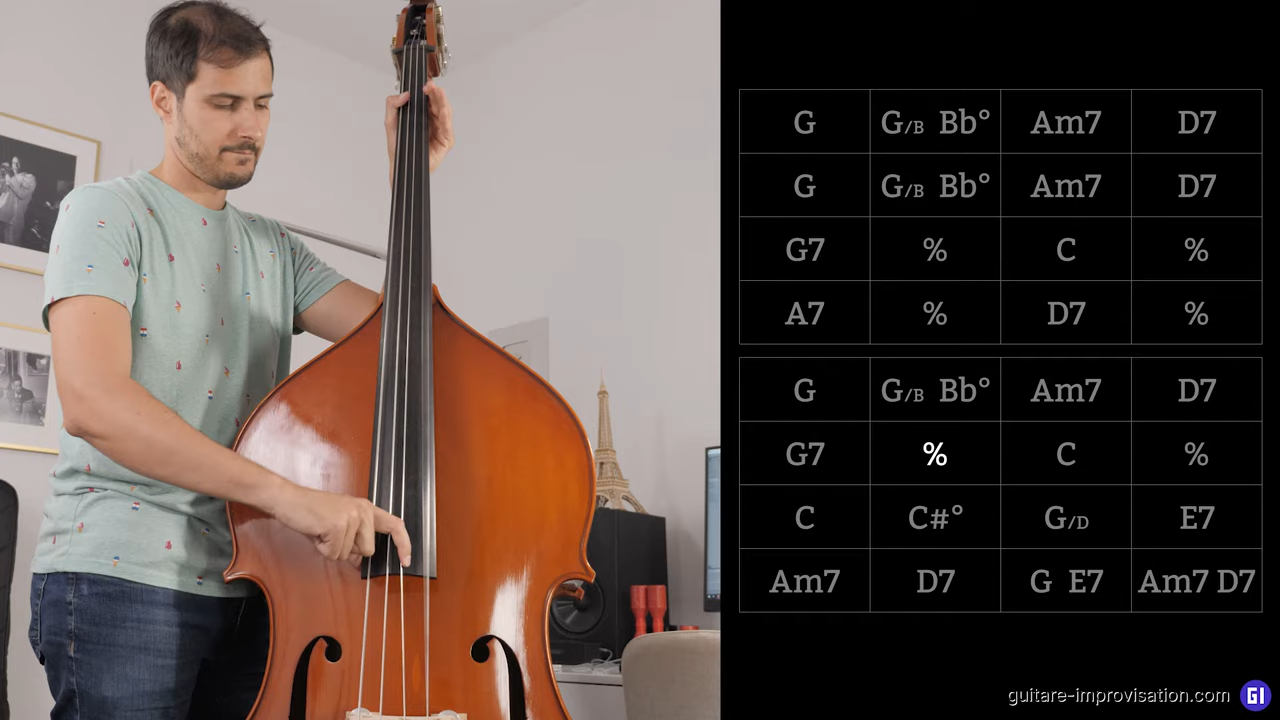 G G/B Bb° Am7 D7
G G/B Bb° Am7 D7
G7 % C %
A7 % D7 %
G G/B Bb° Am7 D7
G7 % C %
C C#° G/D E7
Am7 D7 G E7 Am7 D7
guitare-improvisation.com GI